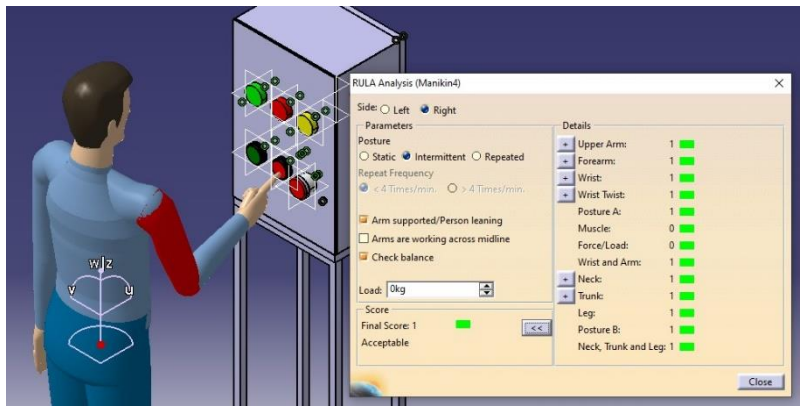 RULA Analysis (Manikin4)
Side: Left Right
Parameters
Posture
Static Intermittent Repeated
Repeat Frequency
< 4 Times/min. > 4 Times/min.
Arm supported/Person leaning
Arms are working across midline
Check balance
Load: 0kg
Score
Final Score: 1
<<
Acceptable
Details
+ Upper Arm: 1
+ Forearm: 1
+ Wrist: 1
+ Wrist Twist: 1
Posture A: 1
Muscle: 0
Force/Load: 0
Wrist and Arm: 1
+ Neck: 1
+ Trunk: 1
Leg: 1
Posture B: 1
Neck, Trunk and Leg: 1
Close
w z
v u